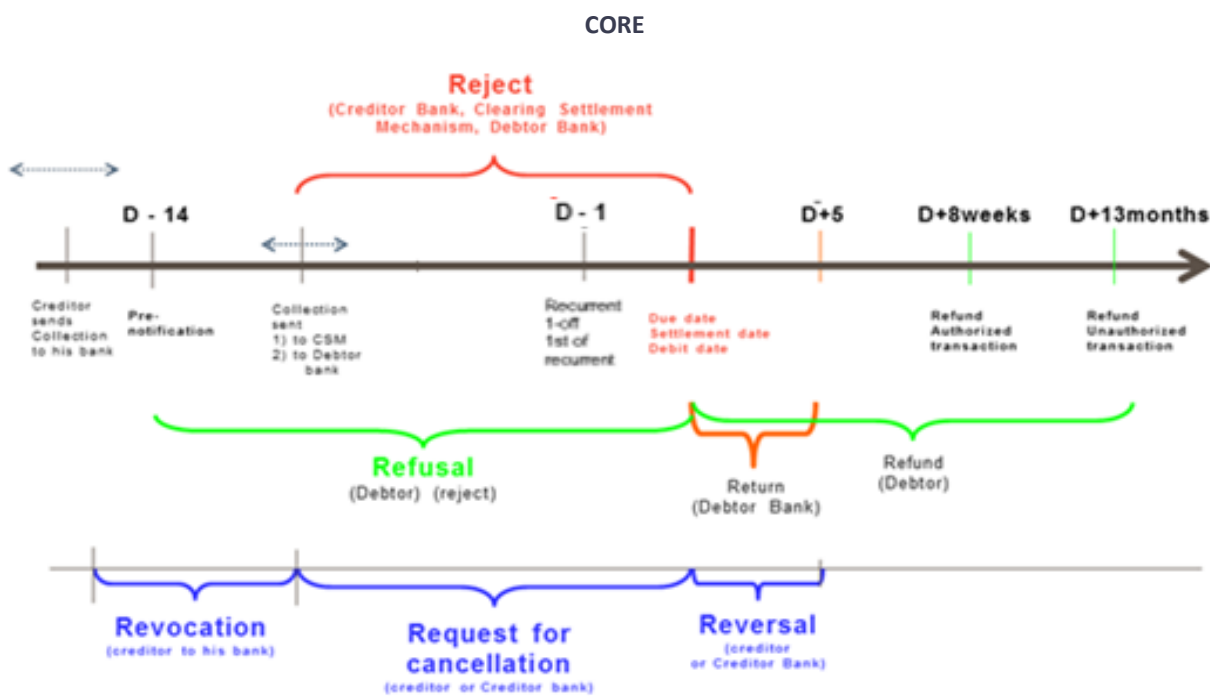 CORE
Reject
(Creditor Bank, Clearing Settlement
Mechanism, Debtor Bank)
D - 14
D - 1
D+5
D+8weeks
D+13months
Creditor
sends
Collection
to his bank
Pre-
notification
Collection
sent
1) to CSM
2) to Debtor
bank
Recurrent
1-off
1st of
recurrent
Due date
Settlement date
Debit date
Refund
Authorized
transaction
Refund
Unauthorized
transaction
Refusal
(Debtor) (reject)
Return
(Debtor Bank)
Refund
(Debtor)
Revocation
(creditor to his bank)
Request for
cancellation
(creditor or Creditor bank)
Reversal
(creditor
or Creditor Bank)